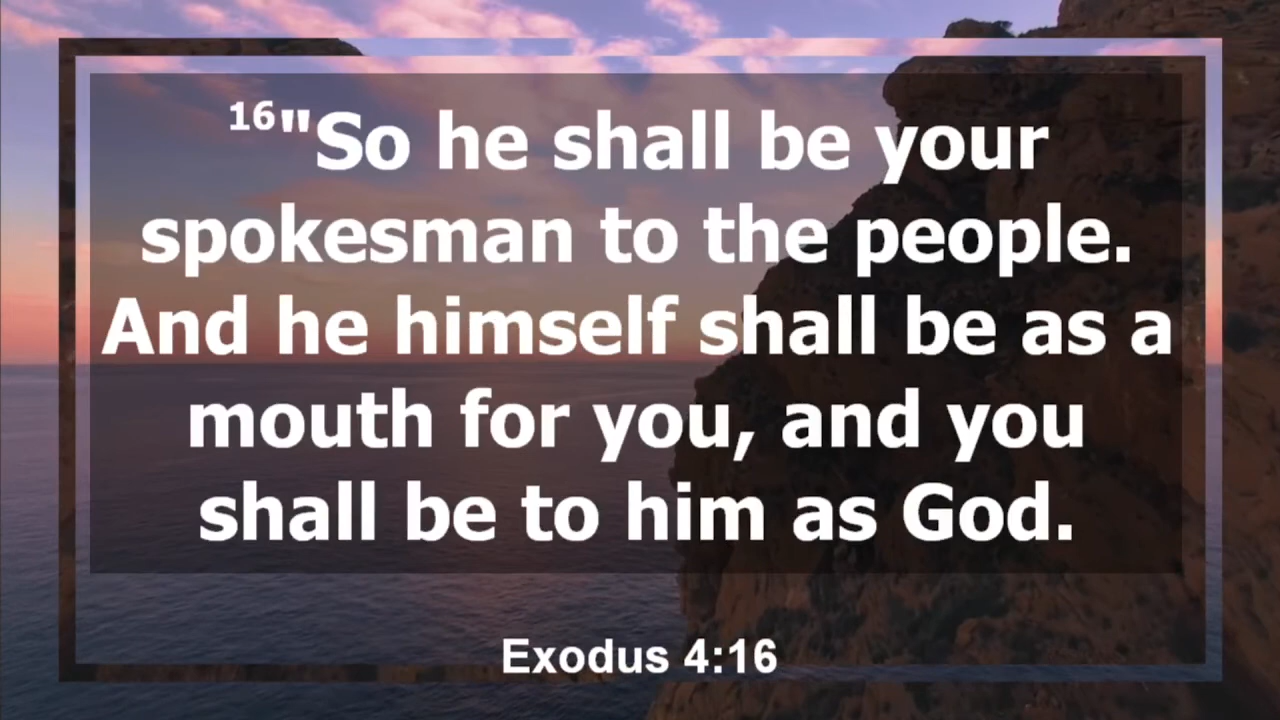 16"So he shall be your
spokesman to the people.
And he himself shall be as a
mouth for you, and you
shall be to him as God.
Exodus 4:16